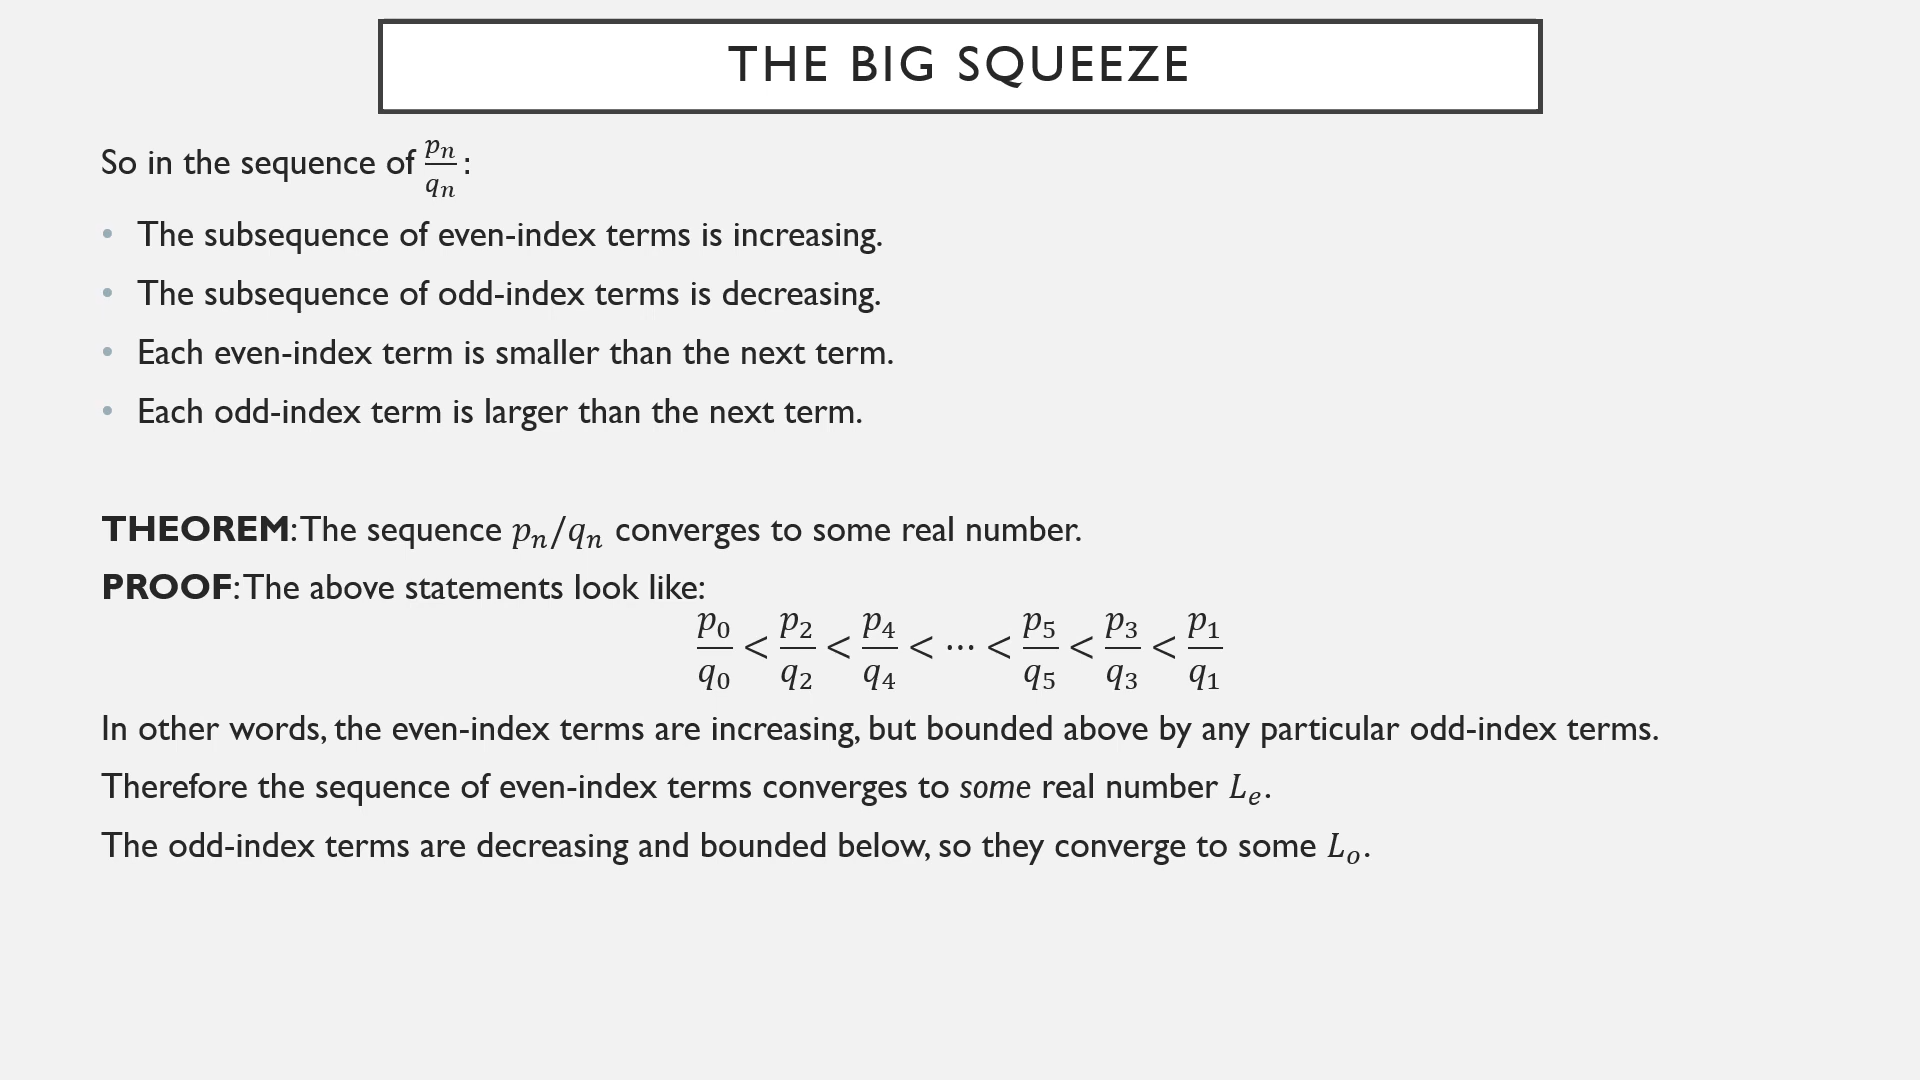 THE BIG SQUEEZE
So in the sequence of pₙ/qₙ:
• The subsequence of even-index terms is increasing.
• The subsequence of odd-index terms is decreasing.
• Each even-index term is smaller than the next term.
• Each odd-index term is larger than the next term.
THEOREM: The sequence pₙ/qₙ converges to some real number.
PROOF: The above statements look like:
p₀/q₀ < p₂/q₂ < p₄/q₄ < ⋯ < p₅/q₅ < p₃/q₃ < p₁/q₁
In other words, the even-index terms are increasing, but bounded above by any particular odd-index terms.
Therefore the sequence of even-index terms converges to some real number Lₑ.
The odd-index terms are decreasing and bounded below, so they converge to some Lₒ.